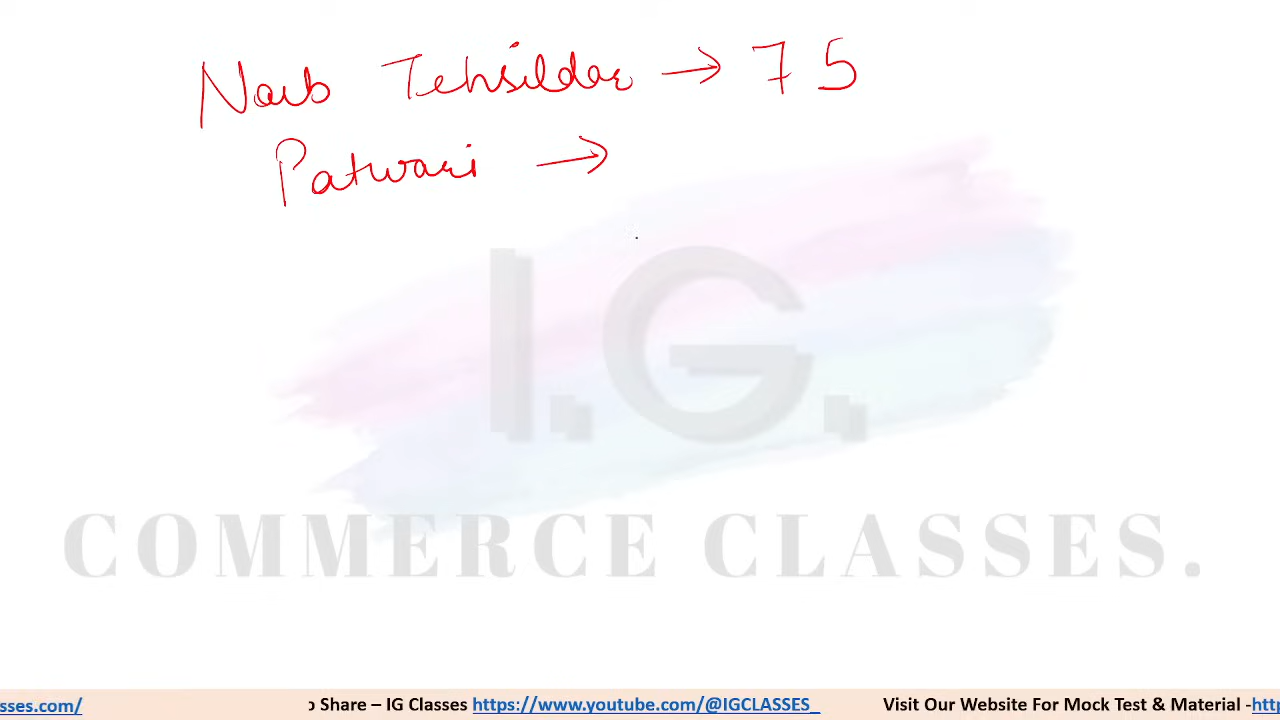 Naib Tehsildar → 75
Patwari →
I.G.
COMMERCE CLASSES.
sses.com/ Share – IG Classes https://www.youtube.com/@IGCLASSES_ Visit Our Website For Mock Test & Material -htt